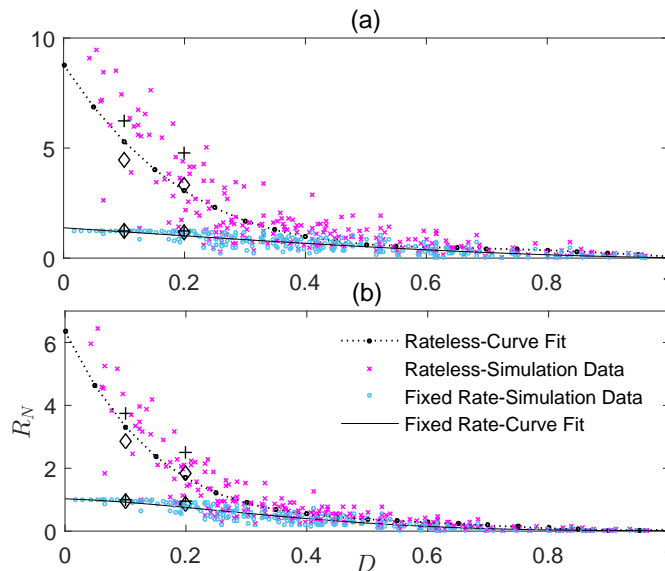 (a)
10
5
0
0
0.2
0.4
0.6
0.8
(b)
6
4
2
0
R_N
Rateless-Curve Fit
Rateless-Simulation Data
Fixed Rate-Simulation Data
Fixed Rate-Curve Fit
0
0.2
D
0.4
0.6
0.8